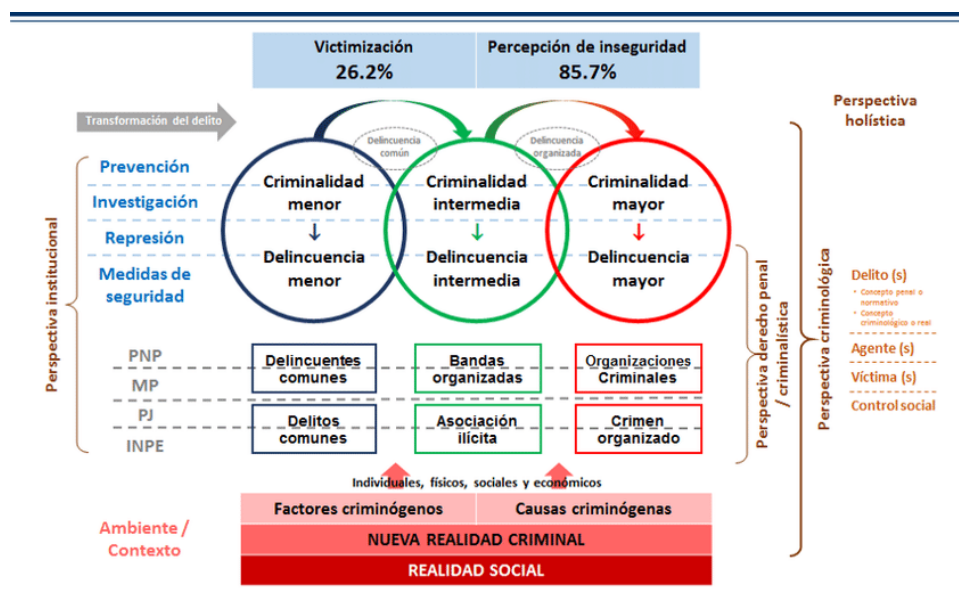 Victimización
26.2%
Percepción de inseguridad
85.7%
Transformación del delito
Delincuencia
común
Delincuencia
organizada
Perspectiva
holística
Perspectiva institucional
Prevención
Investigación
Represión
Medidas de
seguridad
Criminalidad
menor
↓
Delincuencia
menor
Criminalidad
intermedia
↓
Delincuencia
intermedia
Criminalidad
mayor
↓
Delincuencia
mayor
PNP
MP
PJ
INPE
Delincuentes
comunes
Bandas
organizadas
Organizaciones
Criminales
Delitos
comunes
Asociación
ilícita
Crimen
organizado
Perspectiva derecho penal
/ criminalística
Perspectiva criminológica
Delito (s)
• Concepto penal o
normativo
• Concepto
criminológico o real
Agente (s)
Víctima (s)
Control social
Individuales, físicos, sociales y económicos
Ambiente /
Contexto
Factores criminógenos
Causas criminógenas
NUEVA REALIDAD CRIMINAL
REALIDAD SOCIAL